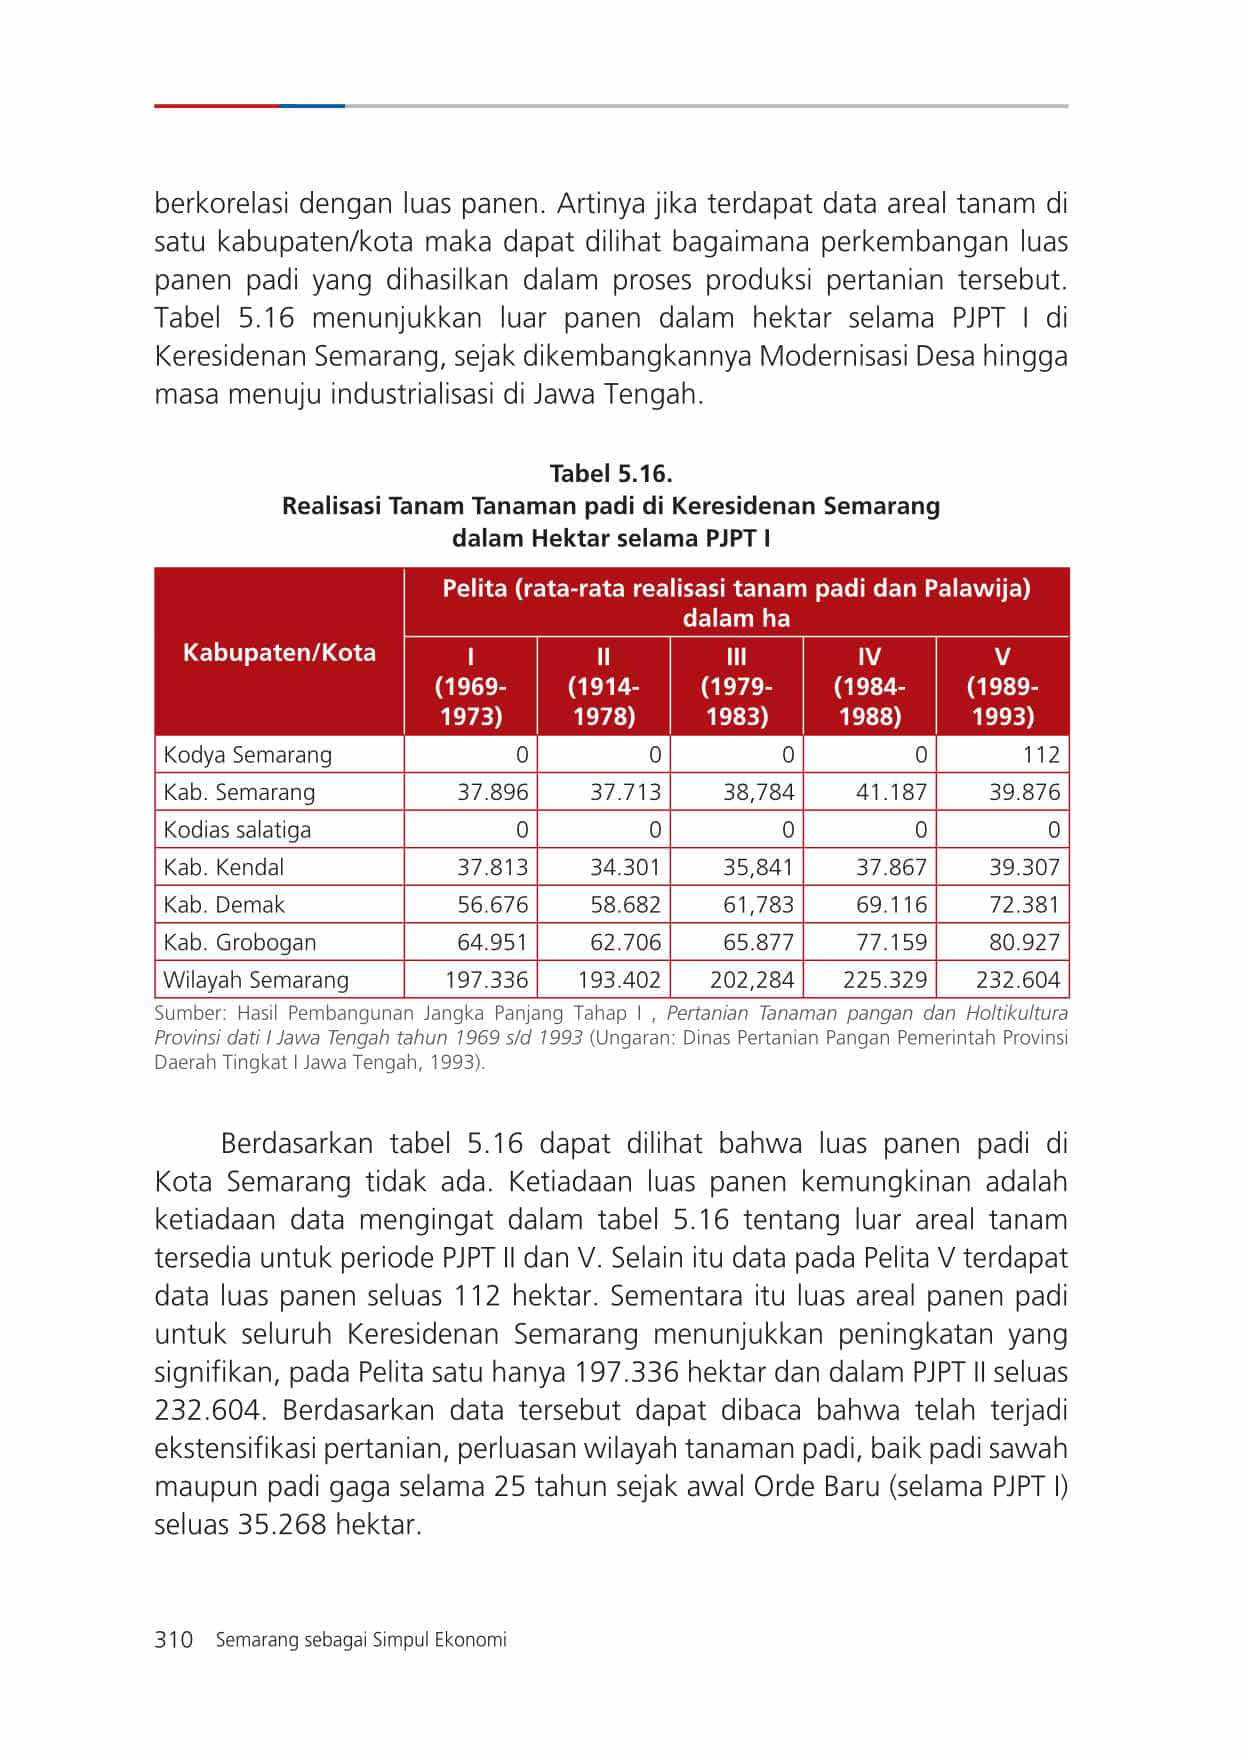 berkorelasi dengan luas panen. Artinya jika terdapat data areal tanam di
satu kabupaten/kota maka dapat dilihat bagaimana perkembangan luas
panen padi yang dihasilkan dalam proses produksi pertanian tersebut.
Tabel 5.16 menunjukkan luar panen dalam hektar selama PJPT I di
Keresidenan Semarang, sejak dikembangkannya Modernisasi Desa hingga
masa menuju industrialisasi di Jawa Tengah.
Tabel 5.16.
Realisasi Tanam Tanaman padi di Keresidenan Semarang
dalam Hektar selama PJPT I
Kabupaten/Kota
Pelita (rata-rata realisasi tanam padi dan Palawija)
dalam ha
I II III IV V
(1969- (1914- (1979- (1984- (1989-
1973) 1978) 1983) 1988) 1993)
Kodya Semarang 0 0 0 0 112
Kab. Semarang 37.896 37.713 38,784 41.187 39.876
Kodias salatiga 0 0 0 0 0
Kab. Kendal 37.813 34.301 35,841 37.867 39.307
Kab. Demak 56.676 58.682 61,783 69.116 72.381
Kab. Grobogan 64.951 62.706 65.877 77.159 80.927
Wilayah Semarang 197.336 193.402 202,284 225.329 232.604
Sumber: Hasil Pembangunan Jangka Panjang Tahap I , Pertanian Tanaman pangan dan Holtikultura
Provinsi dati I Jawa Tengah tahun 1969 s/d 1993 (Ungaran: Dinas Pertanian Pangan Pemerintah Provinsi
Daerah Tingkat I Jawa Tengah, 1993).
Berdasarkan tabel 5.16 dapat dilihat bahwa luas panen padi di
Kota Semarang tidak ada. Ketiadaan luas panen kemungkinan adalah
ketiadaan data mengingat dalam tabel 5.16 tentang luar areal tanam
tersedia untuk periode PJPT II dan V. Selain itu data pada Pelita V terdapat
data luas panen seluas 112 hektar. Sementara itu luas areal panen padi
untuk seluruh Keresidenan Semarang menunjukkan peningkatan yang
signifikan, pada Pelita satu hanya 197.336 hektar dan dalam PJPT II seluas
232.604. Berdasarkan data tersebut dapat dibaca bahwa telah terjadi
ekstensifikasi pertanian, perluasan wilayah tanaman padi, baik padi sawah
maupun padi gaga selama 25 tahun sejak awal Orde Baru (selama PJPT I)
seluas 35.268 hektar.
310 Semarang sebagai Simpul Ekonomi